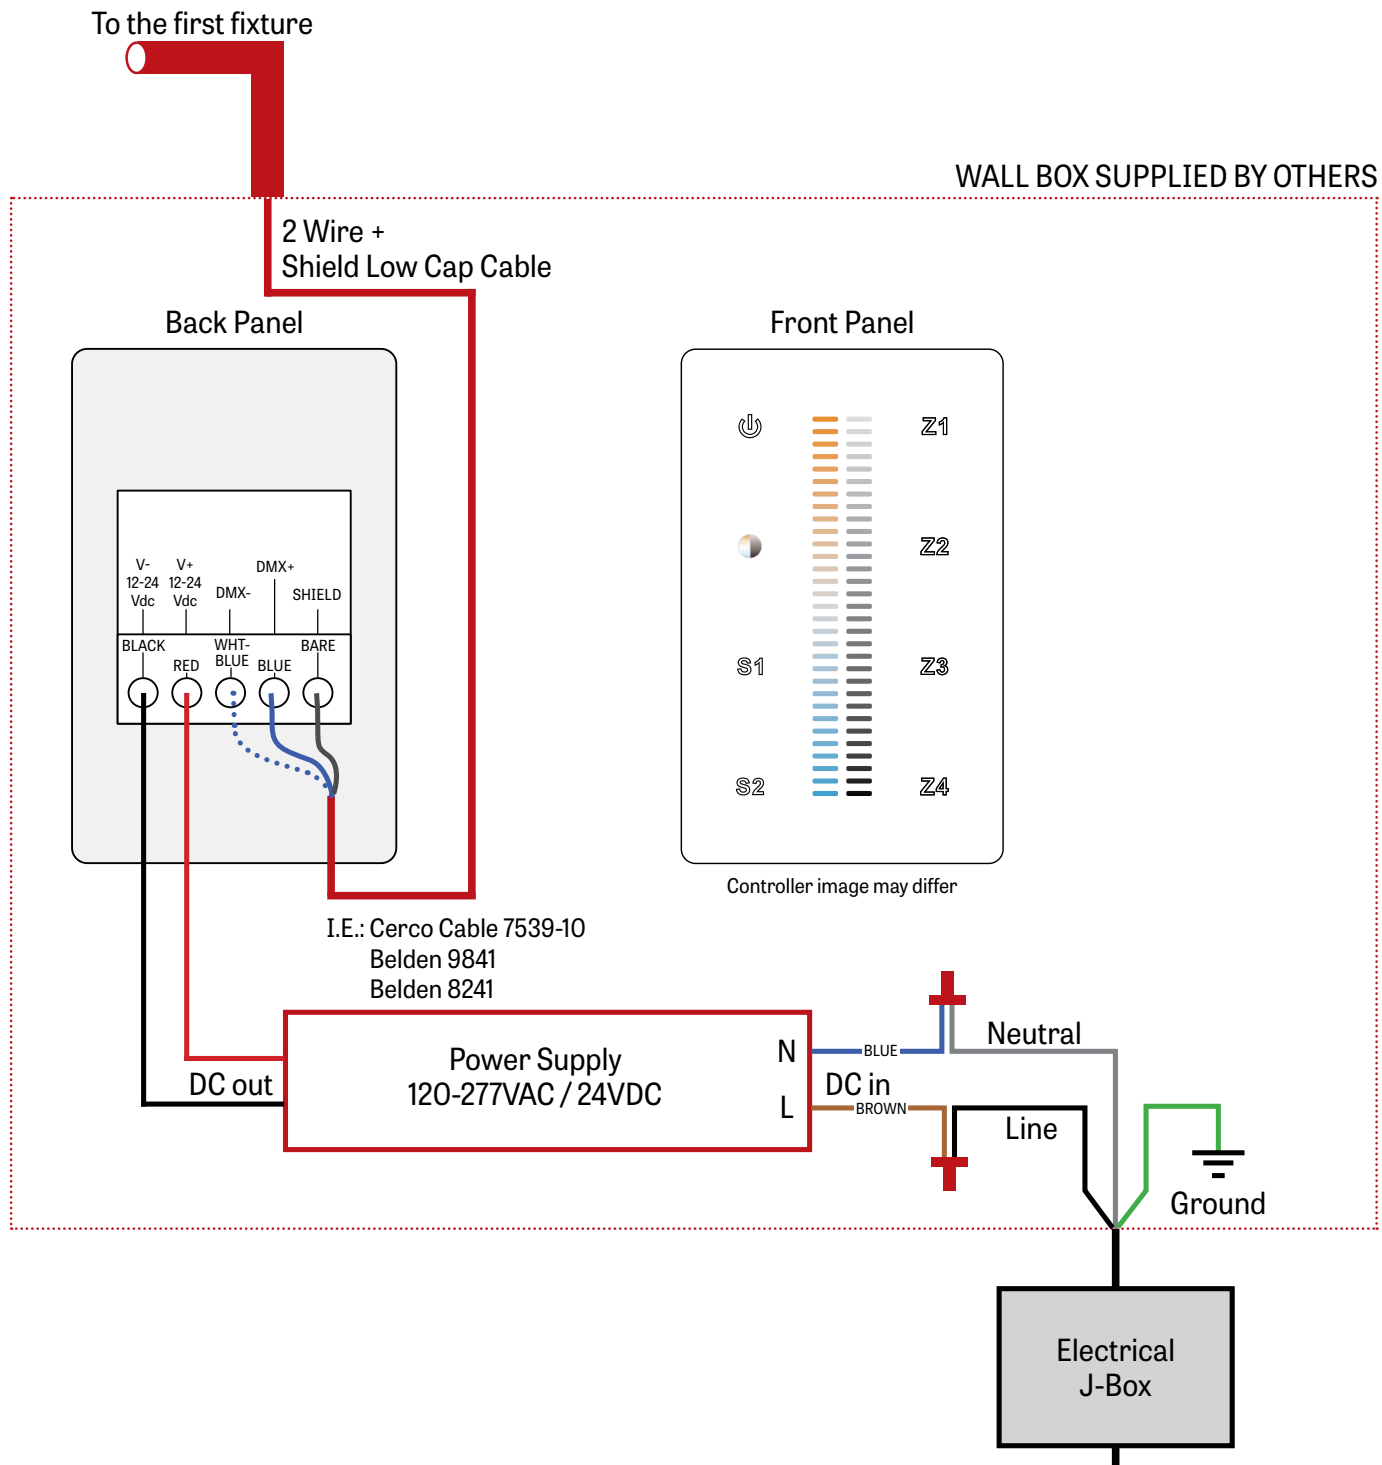 To the first fixture
WALL BOX SUPPLIED BY OTHERS
2 Wire +
Shield Low Cap Cable
Back Panel
Front Panel
V-
12-24
Vdc
V+
12-24
Vdc
DMX-
DMX+
SHIELD
BLACK
RED
WHT-
BLUE
BLUE
BARE
Z1
Z2
S1
Z3
S2
Z4
Controller image may differ
I.E.: Cerco Cable 7539-10
Belden 9841
Belden 8241
Power Supply
120-277VAC / 24VDC
DC out
N
L
DC in
BLUE
BROWN
Neutral
Line
Ground
Electrical
J-Box